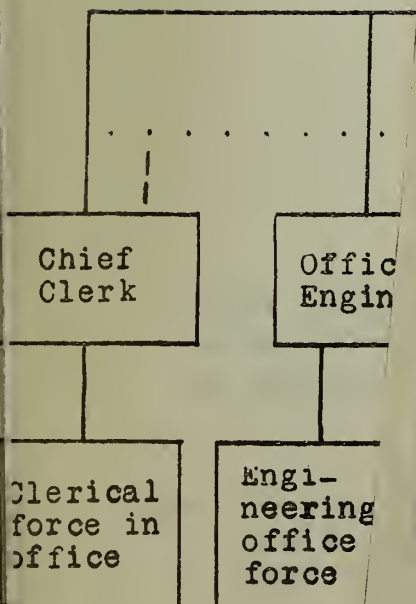 Chief
Clerk
Offic
Engin
Clerical
force in
office
Engi-
neering
office
force